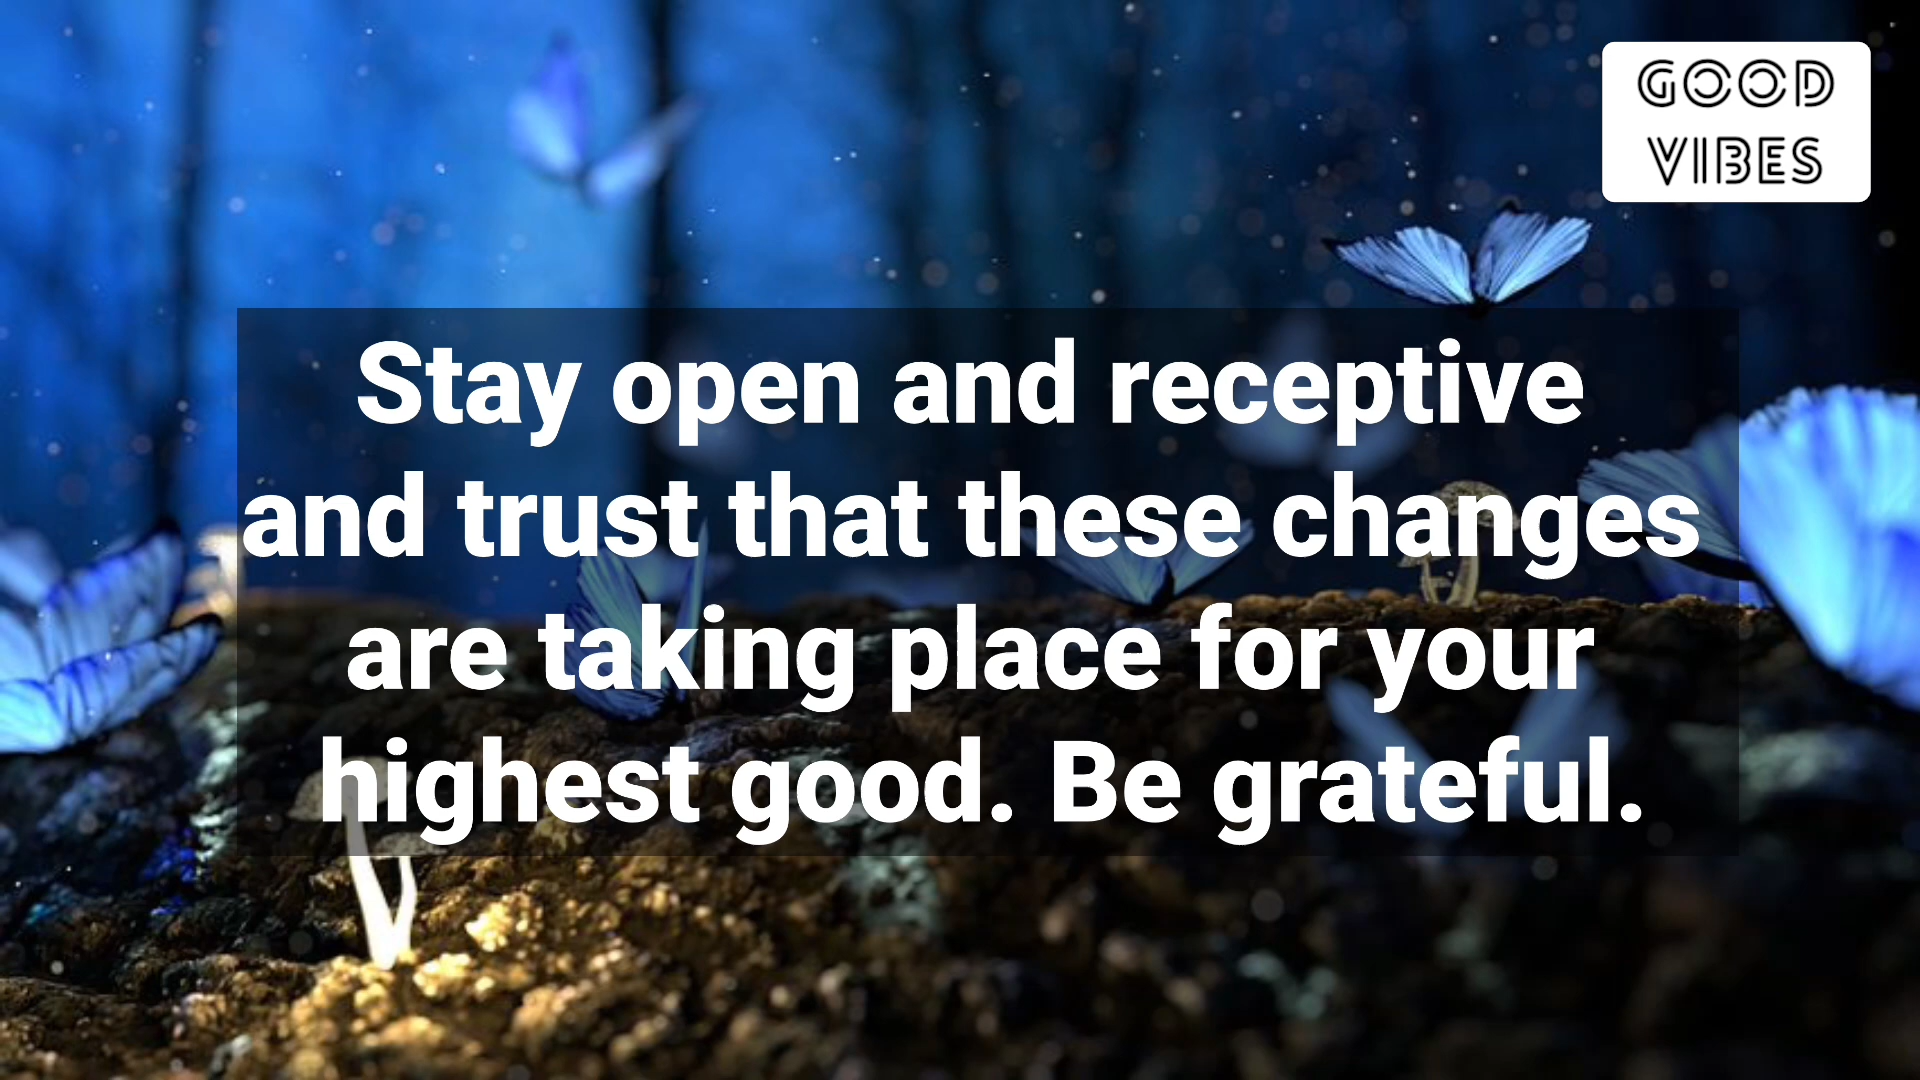 GOOD
VIBES
Stay open and receptive
and trust that these changes
are taking place for your
highest good. Be grateful.